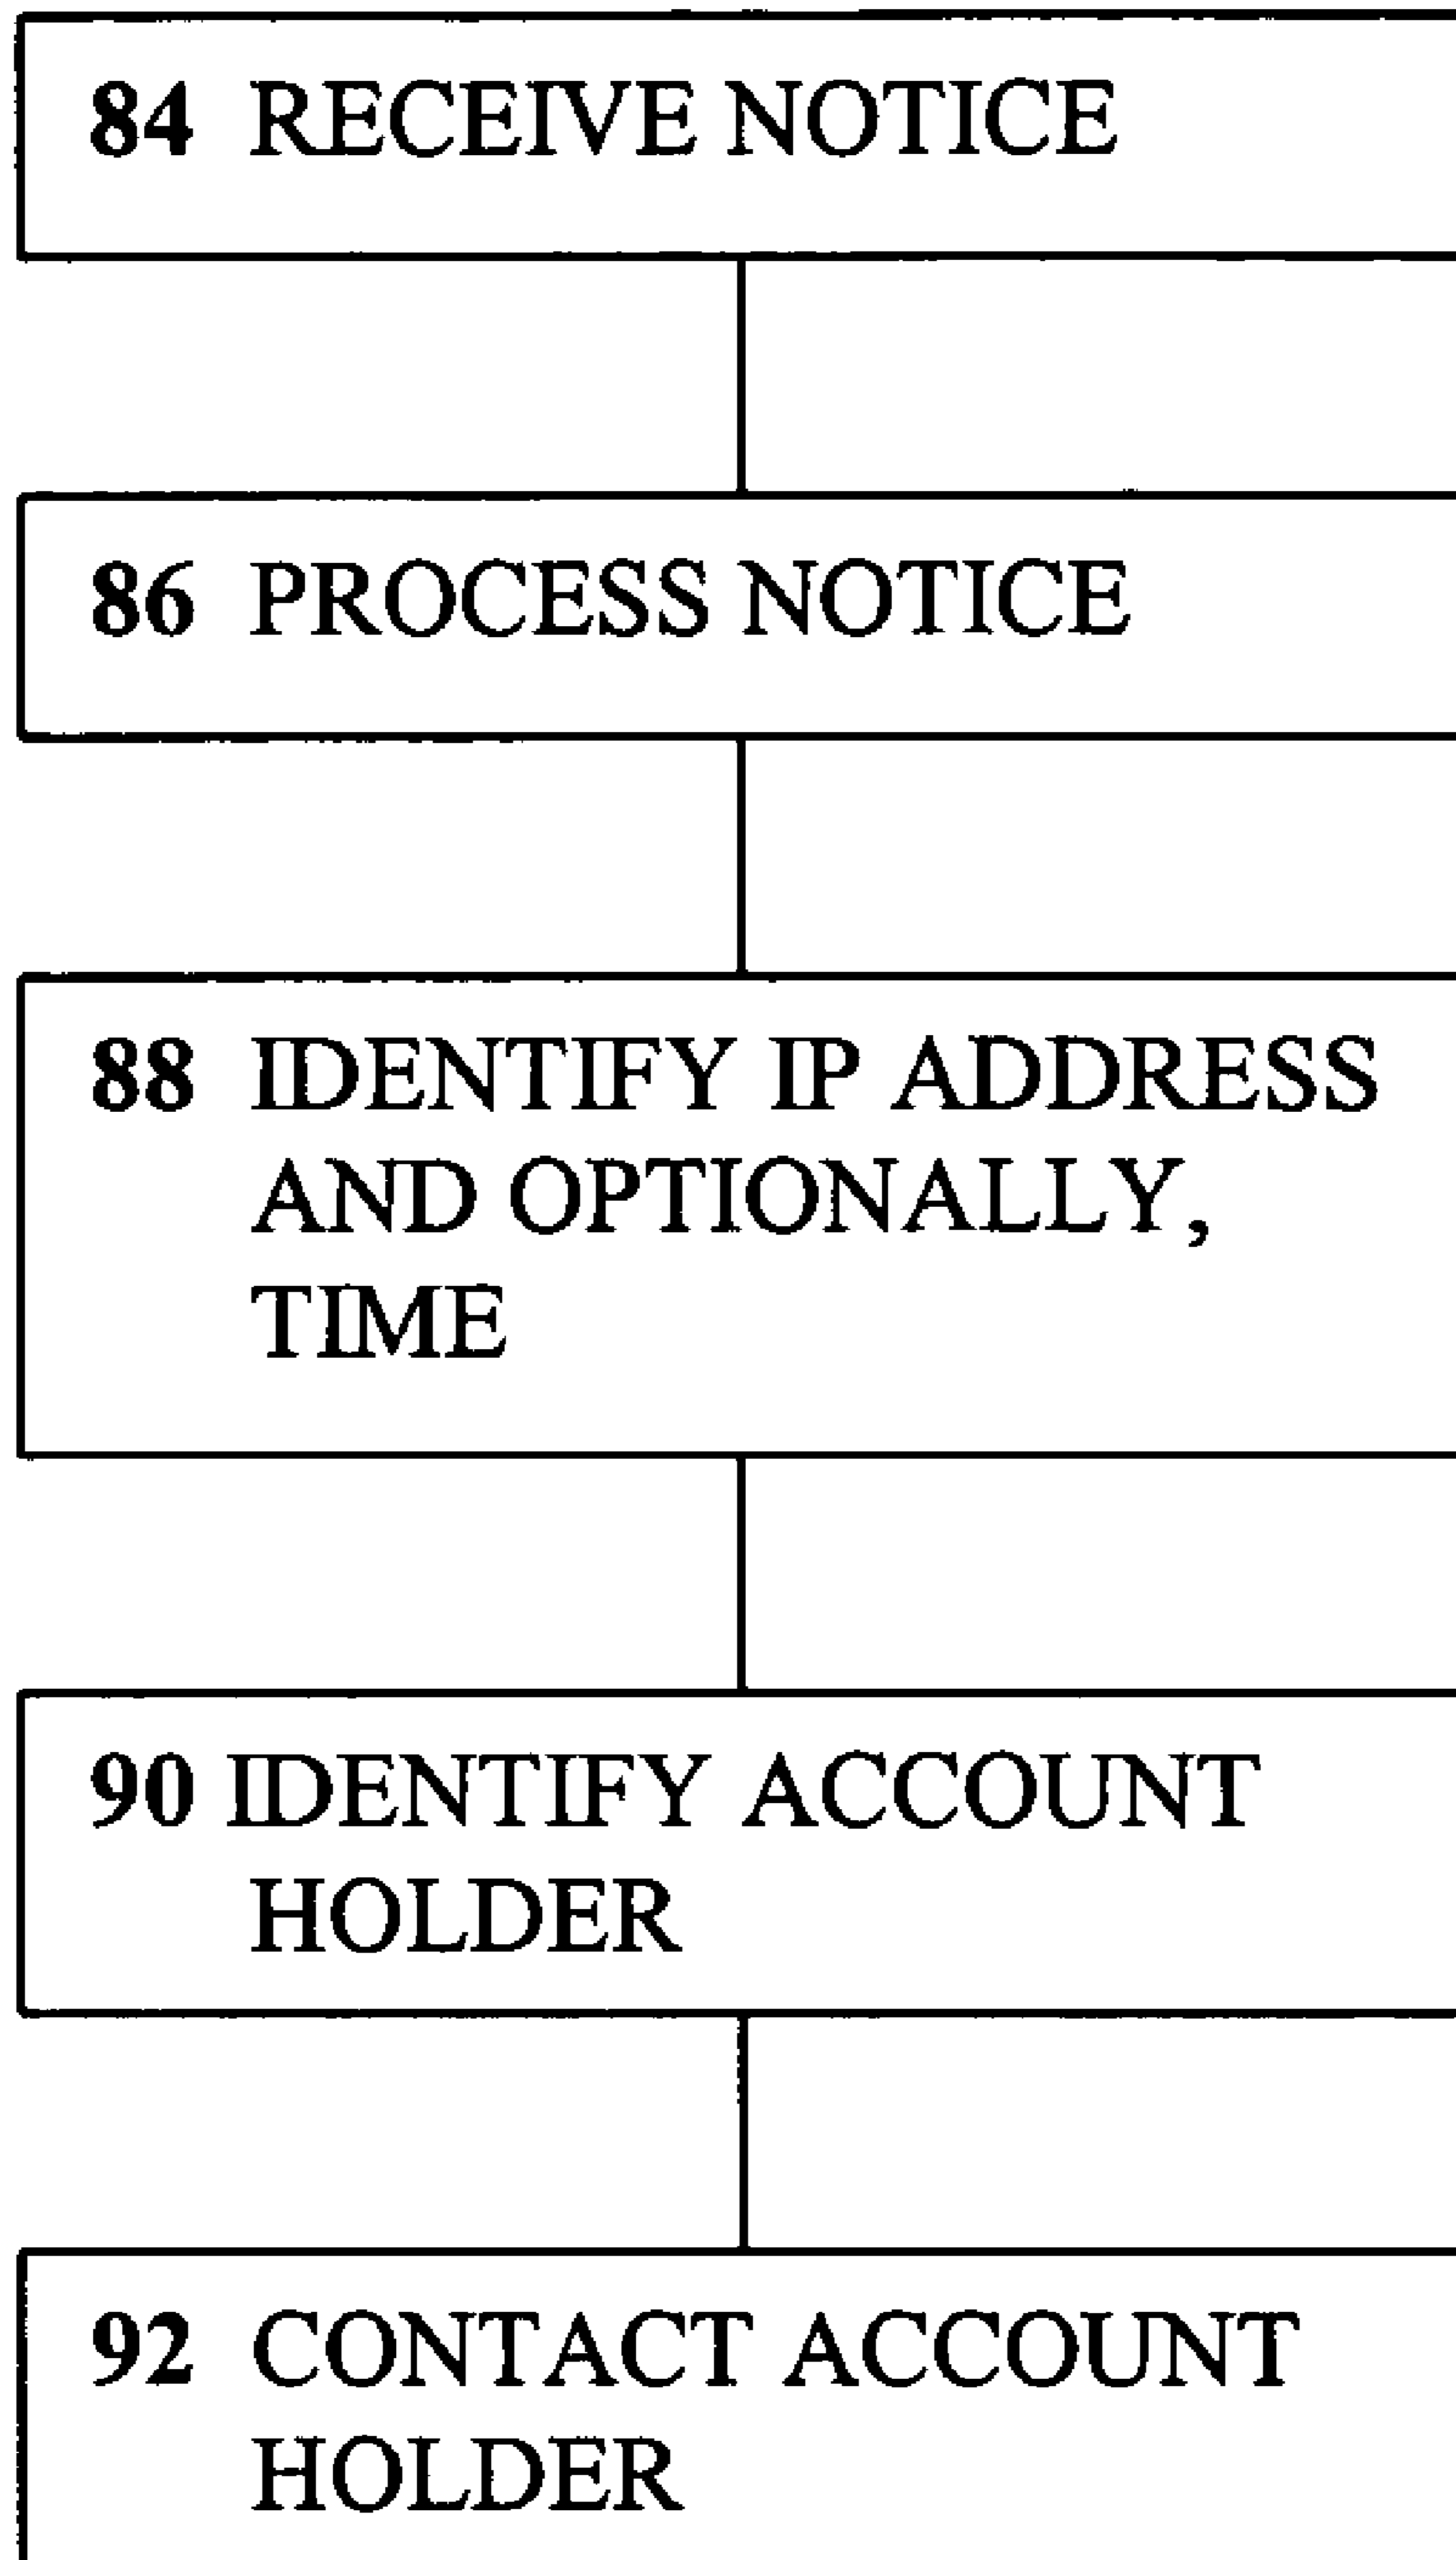 84 RECEIVE NOTICE
86 PROCESS NOTICE
88 IDENTIFY IP ADDRESS
AND OPTIONALLY,
TIME
90 IDENTIFY ACCOUNT
HOLDER
92 CONTACT ACCOUNT
HOLDER